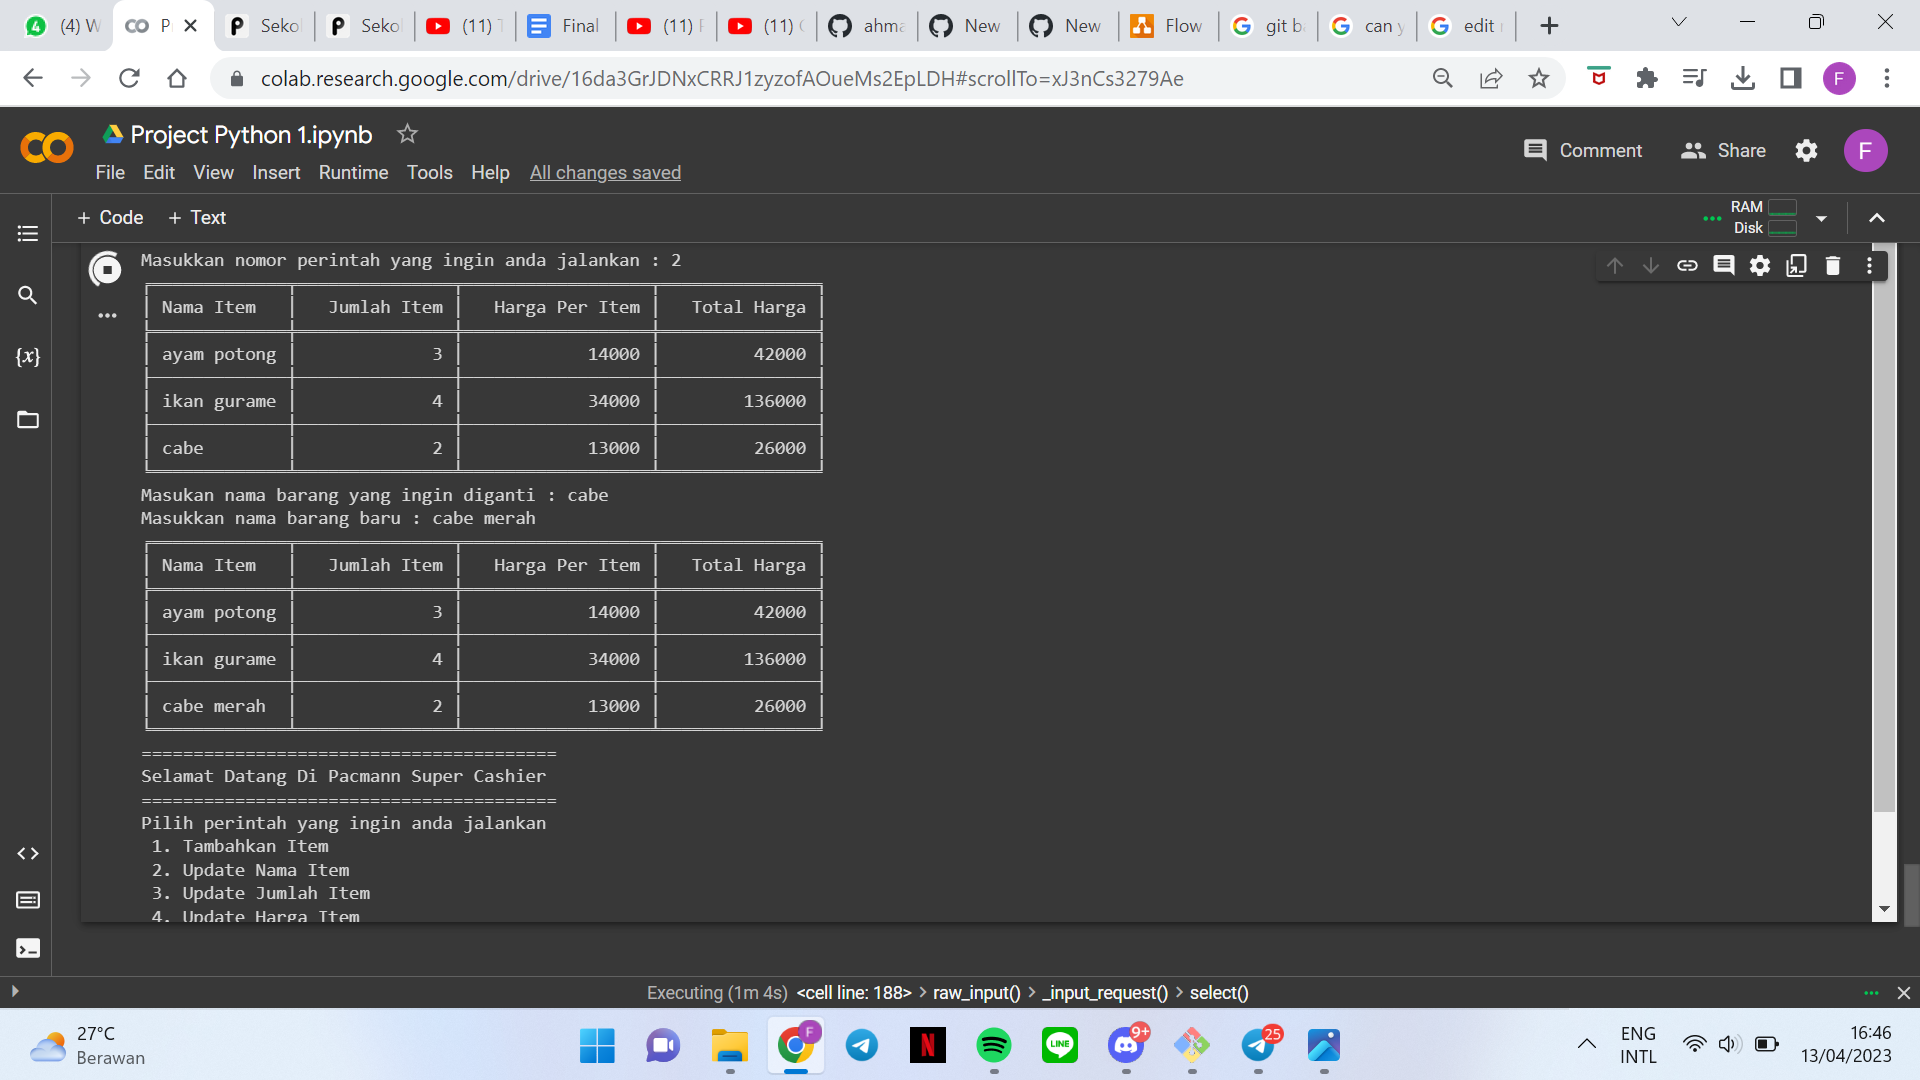 (4) W
P
Sekol
Sekol
(11) T
Final
(11) F
(11) (
ahma
New
New
Flow
git ba
can y
edit r
colab.research.google.com/drive/16da3GrJDNxCRRJ1zyzofAOueMs2EpLDH#scrollTo=xJ3nCs3279Ae
F
Project Python 1.ipynb
Comment
Share
F
File Edit View Insert Runtime Tools Help All changes saved
+ Code + Text
RAM
Disk
Masukkan nomor perintah yang ingin anda jalankan : 2
Nama Item Jumlah Item Harga Per Item Total Harga
ayam potong 3 14000 42000
ikan gurame 4 34000 136000
cabe 2 13000 26000
Masukan nama barang yang ingin diganti : cabe
Masukkan nama barang baru : cabe merah
Nama Item Jumlah Item Harga Per Item Total Harga
ayam potong 3 14000 42000
ikan gurame 4 34000 136000
cabe merah 2 13000 26000
========================================
Selamat Datang Di Pacmann Super Cashier
========================================
Pilih perintah yang ingin anda jalankan
1. Tambahkan Item
2. Update Nama Item
3. Update Jumlah Item
4. Update Harga Item
{x}
Executing (1m 4s) <cell line: 188> > raw_input() > _input_request() > select()
27°C
Berawan
F
N
LINE
9+
25
ENG
INTL
16:46
13/04/2023